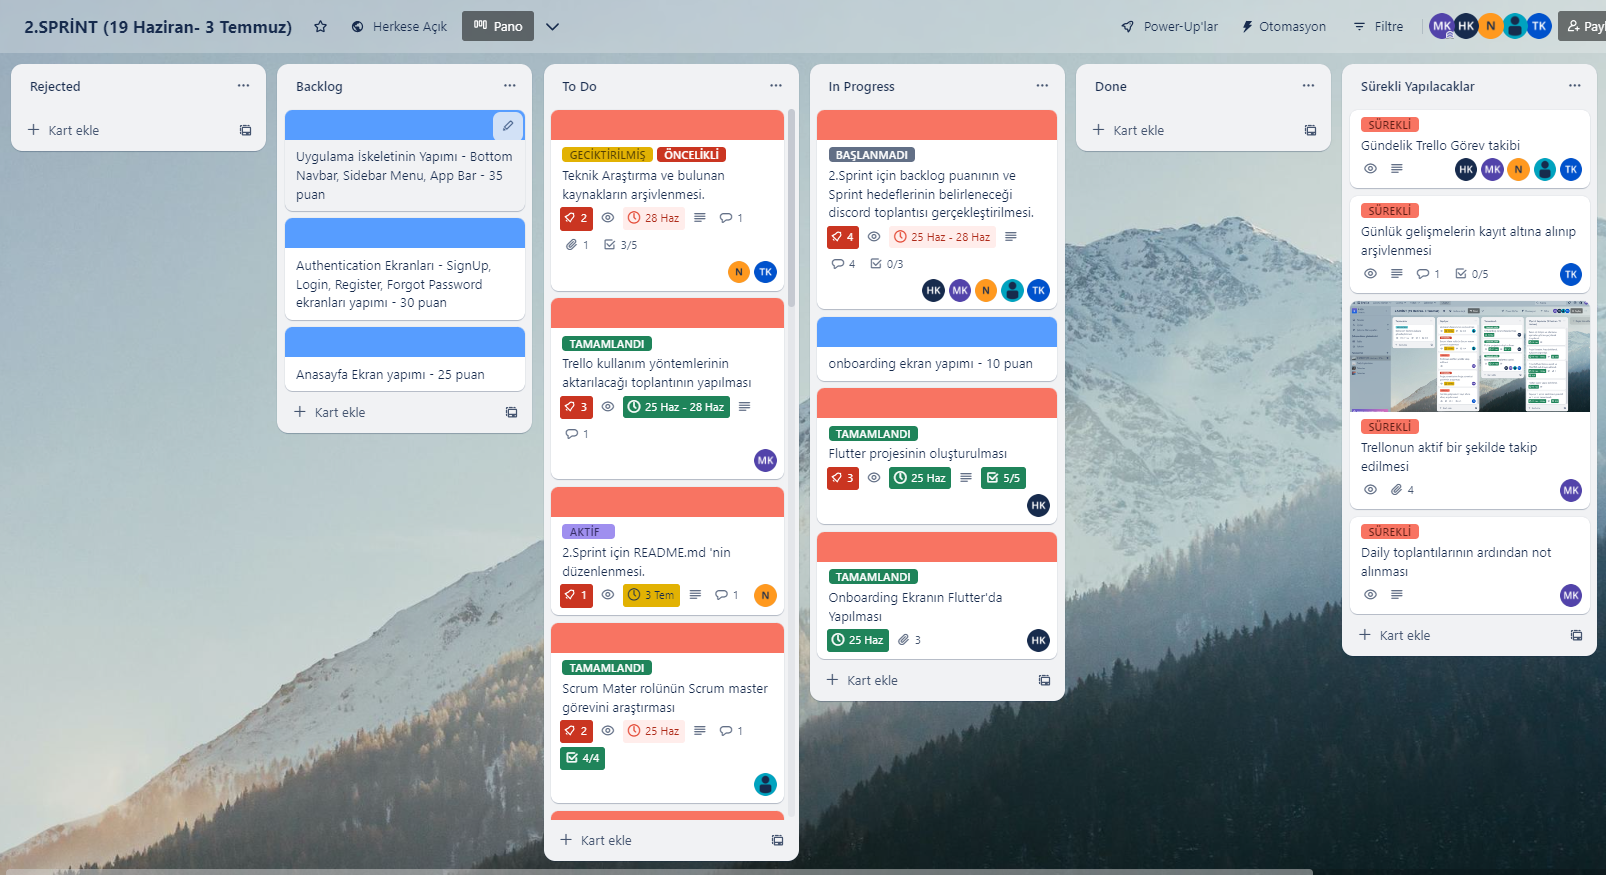 2.SPRİNT (19 Haziran- 3 Temmuz)
Herkese Açık
Pano
Power-Up'lar
Otomasyon
Filtre
MK
HK
N
TK
Rejected
Kart ekle
Backlog
Uygulama İskeletinin Yapımı - Bottom
Navbar, Sidebar Menu, App Bar - 35
puan
Authentication Ekranları - SignUp,
Login, Register, Forgot Password
ekranları yapımı - 30 puan
Anasayfa Ekran yapımı - 25 puan
Kart ekle
To Do
GECİKTİRİLMİŞ ÖNCELİKLİ
Teknik Araştırma ve bulunan
kaynakların arşivlenmesi.
2 28 Haz 1
1 3/5
N TK
TAMAMLANDI
Trello kullanım yöntemlerinin
aktarılacağı toplantının yapılması
3 25 Haz - 28 Haz
1
MK
AKTİF
2.Sprint için README.md 'nin
düzenlenmesi.
1 3 Tem 1 N
TAMAMLANDI
Scrum Mater rolünün Scrum master
görevini araştırması
2 25 Haz 1
4/4
Kart ekle
In Progress
BAŞLANMADI
2.Sprint için backlog puanının ve
Sprint hedeflerinin belirleneceği
discord toplantısı gerçekleştirilmesi.
4 25 Haz - 28 Haz
4 0/3
HK MK N TK
onboarding ekran yapımı - 10 puan
TAMAMLANDI
Flutter projesinin oluşturulması
3 25 Haz 5/5
HK
TAMAMLANDI
Onboarding Ekranın Flutter'da
Yapılması
25 Haz 3 HK
Kart ekle
Done
Kart ekle
Sürekli Yapılacaklar
SÜREKLİ
Gündelik Trello Görev takibi
HK MK N TK
SÜREKLİ
Günlük gelişmelerin kayıt altına alınıp
arşivlenmesi
1 0/5 TK
SÜREKLİ
Trellonun aktif bir şekilde takip
edilmesi
4 MK
SÜREKLİ
Daily toplantılarının ardından not
alınması
MK
Kart ekle